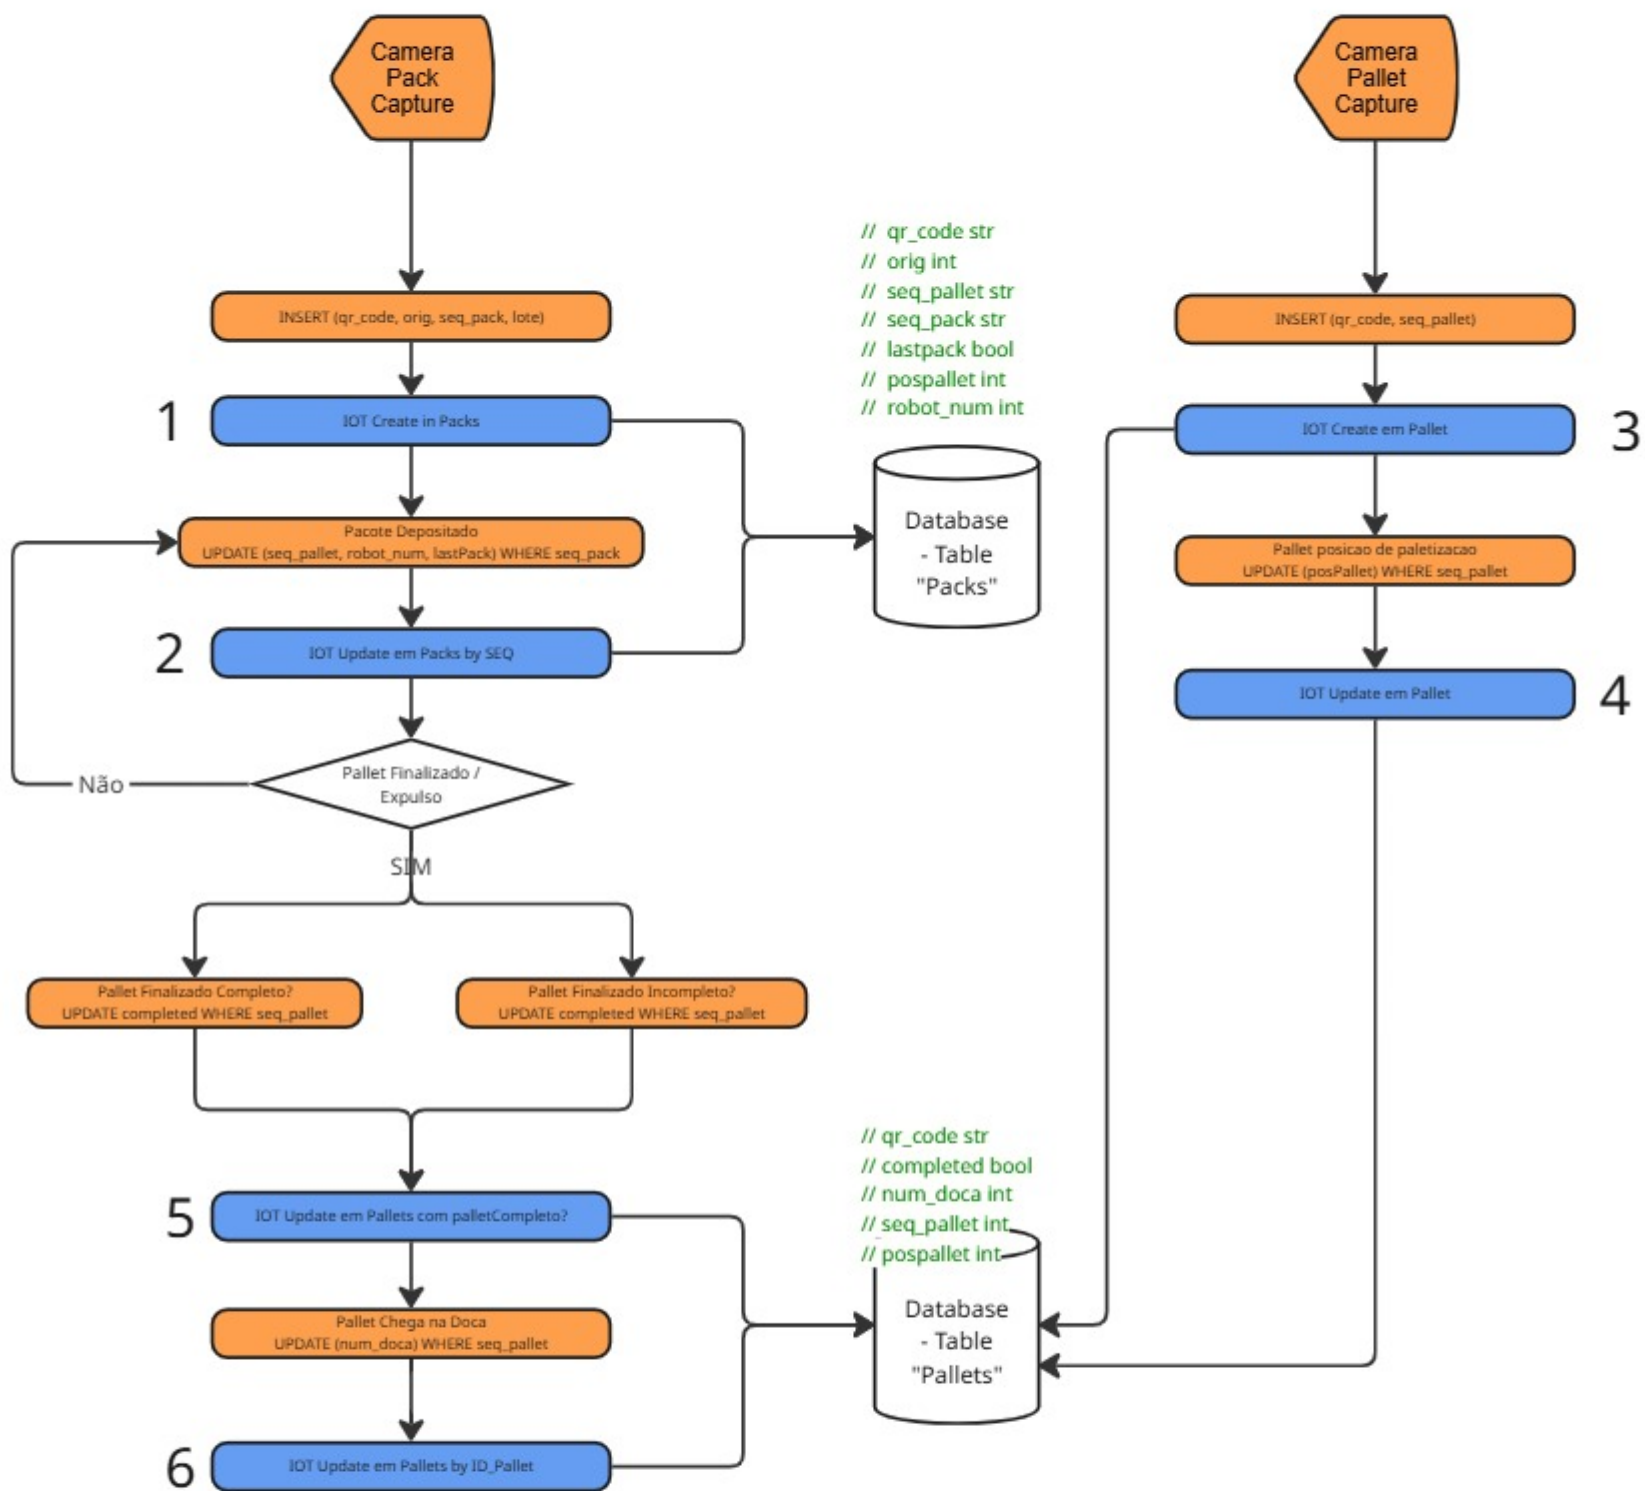 Camera
Pack
Capture
Camera
Pallet
Capture
// qr_code str
// orig int
// seq_pallet str
// seq_pack str
// lastpack bool
// pospallet int
// robot_num int
INSERT (qr_code, orig, seq_pack, lote)
INSERT (qr_code, seq_pallet)
1
IOT Create in Packs
IOT Create em Pallet
3
Database
- Table
"Packs"
Pacote Depositado
UPDATE (seq_pallet, robot_num, lastPack) WHERE seq_pack
Pallet posicao de paletizacao
UPDATE (posPallet) WHERE seq_pallet
2
IOT Update em Packs by SEQ
IOT Update em Pallet
4
Pallet Finalizado /
Expulso
Não
SIM
Pallet Finalizado Completo?
UPDATE completed WHERE seq_pallet
Pallet Finalizado Incompleto?
UPDATE completed WHERE seq_pallet
// qr_code str
// completed bool
// num_doca int
// seq_pallet int
// pospallet int
5
IOT Update em Pallets com palletCompleto?
Database
- Table
"Pallets"
Pallet Chega na Doca
UPDATE (num_doca) WHERE seq_pallet
6
IOT Update em Pallets by ID_Pallet